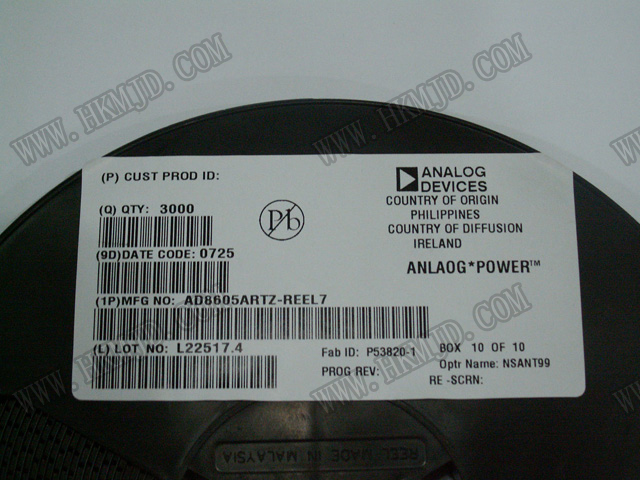 WWW.HKMJD.COM
WWW.HKMJD.COM
(P) CUST PROD ID:
ANALOG
DEVICES
(Q) QTY: 3000
Pb
COUNTRY OF ORIGIN
PHILIPPINES
COUNTRY OF DIFFUSION
IRELAND
(9D)DATE CODE: 0725
ANLAOG*POWER™
(1P)MFG NO: AD8605ARTZ-REEL7
(L) LOT NO: L22517.4
Fab ID: P53820-1
BOX 10 OF 10
PROG REV:
Optr Name: NSANT99
RE -SCRN:
WWW.HKMJD.COM
WWW.HKMJD.COM
REEL MADE IN MALAYSIA